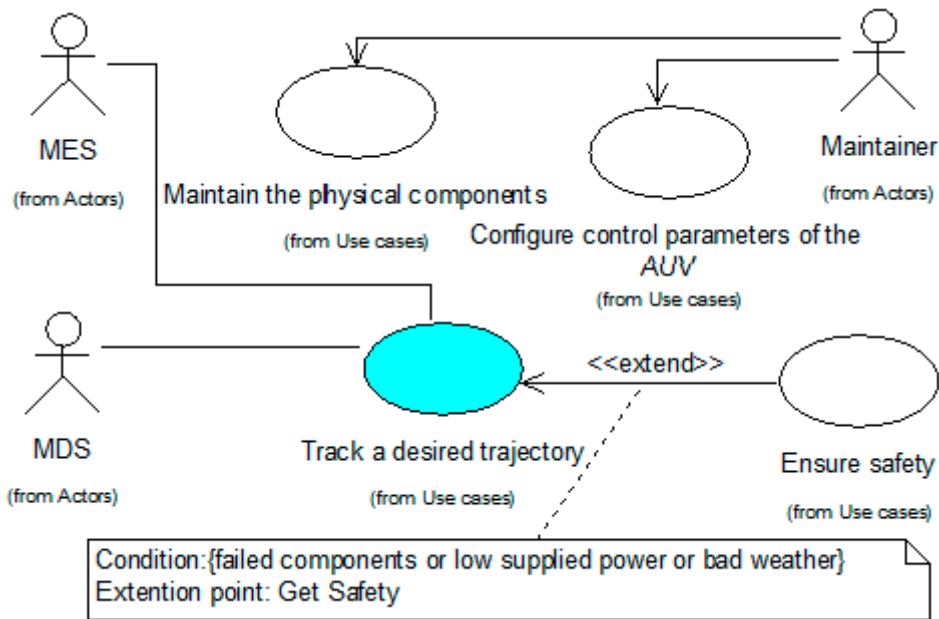 MES
(from Actors)
Maintain the physical components
(from Use cases)
Maintainer
(from Actors)
Configure control parameters of the
AUV
(from Use cases)
MDS
(from Actors)
Track a desired trajectory
(from Use cases)
<<extend>>
Ensure safety
(from Use cases)
Condition:{failed components or low supplied power or bad weather}
Extention point: Get Safety